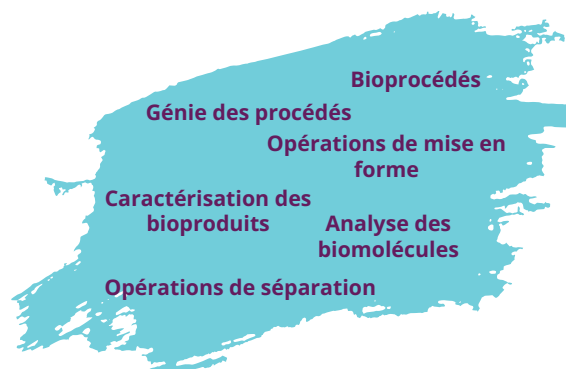 Bioprocédés
Génie des procédés
Opérations de mise en
forme
Caractérisation des
bioproduits
Analyse des
biomolécules
Opérations de séparation